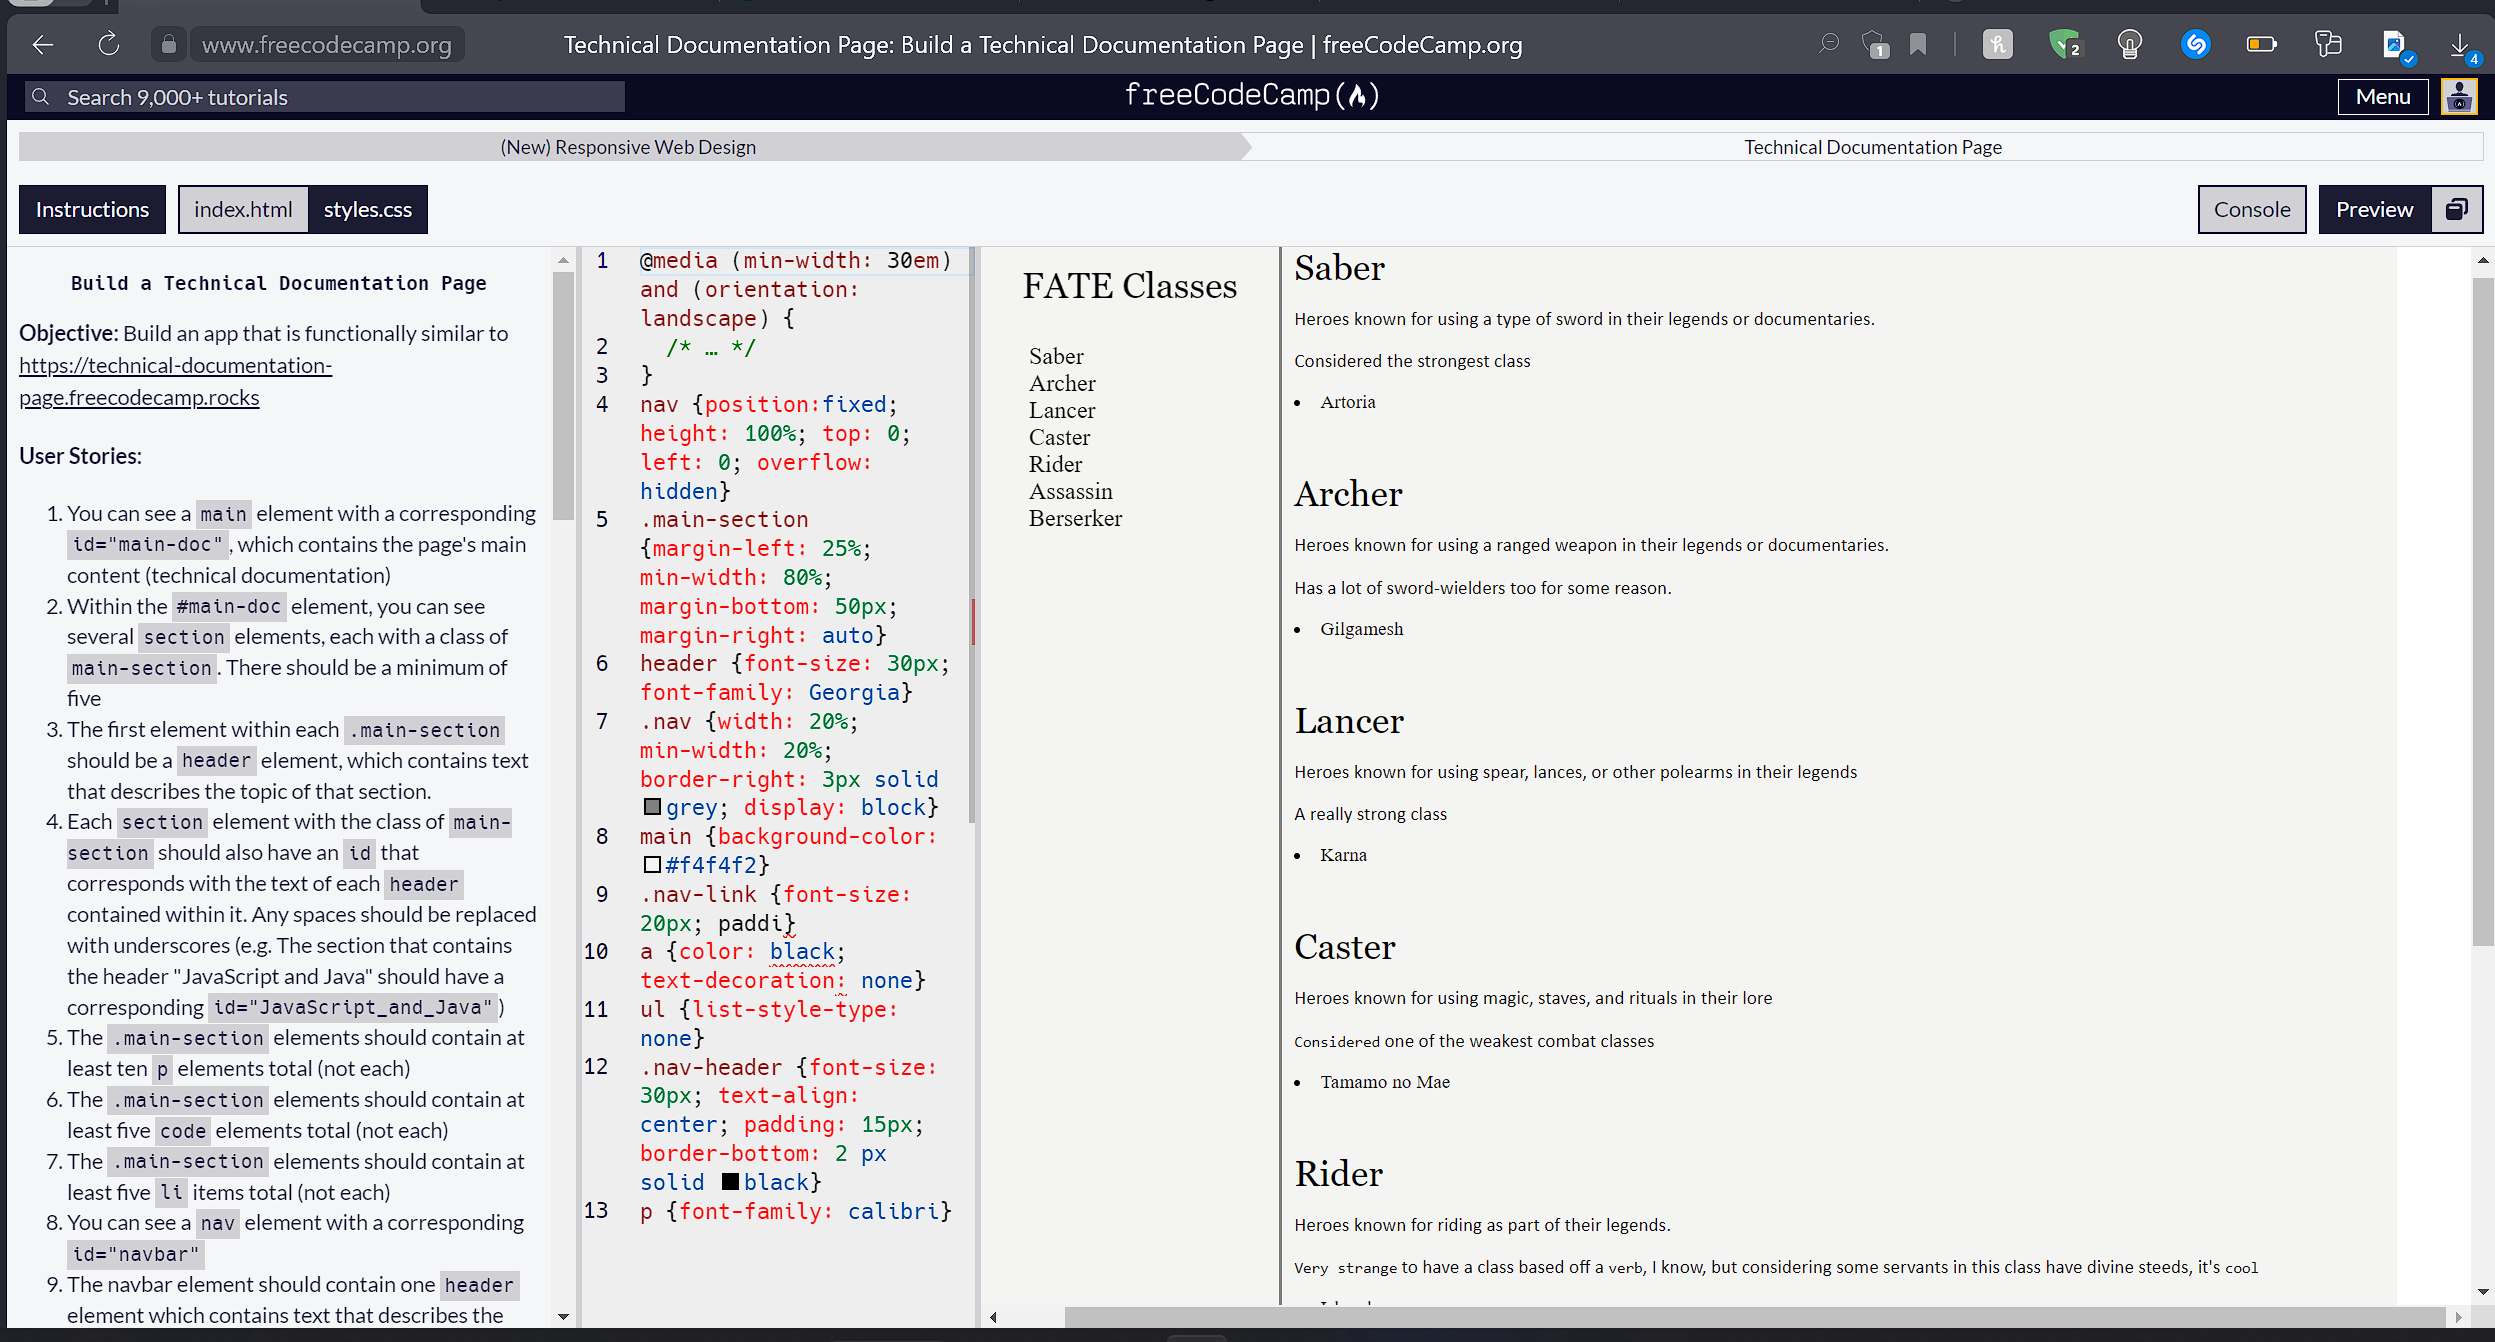 www.freecodecamp.org
Technical Documentation Page: Build a Technical Documentation Page | freeCodeCamp.org
1
2
4
Search 9,000+ tutorials
freeCodeCamp(🔥)
Menu
(New) Responsive Web Design
Technical Documentation Page
Instructions
index.html
styles.css
Console
Preview
Build a Technical Documentation Page
Objective: Build an app that is functionally similar to
https://technical-documentation-
page.freecodecamp.rocks
User Stories:
1. You can see a main element with a corresponding
id="main-doc", which contains the page's main
content (technical documentation)
2. Within the #main-doc element, you can see
several section elements, each with a class of
main-section. There should be a minimum of
five
3. The first element within each .main-section
should be a header element, which contains text
that describes the topic of that section.
4. Each section element with the class of main-
section should also have an id that
corresponds with the text of each header
contained within it. Any spaces should be replaced
with underscores (e.g. The section that contains
the header "JavaScript and Java" should have a
corresponding id="JavaScript_and_Java")
5. The .main-section elements should contain at
least ten p elements total (not each)
6. The .main-section elements should contain at
least five code elements total (not each)
7. The .main-section elements should contain at
least five li items total (not each)
8. You can see a nav element with a corresponding
id="navbar"
9. The navbar element should contain one header
element which contains text that describes the
1 @media (min-width: 30em)
and (orientation:
landscape) {
2 /* … */
3 }
4 nav {position:fixed;
height: 100%; top: 0;
left: 0; overflow:
hidden}
5 .main-section
{margin-left: 25%;
min-width: 80%;
margin-bottom: 50px;
margin-right: auto}
6 header {font-size: 30px;
font-family: Georgia}
7 .nav {width: 20%;
min-width: 20%;
border-right: 3px solid
grey; display: block}
8 main {background-color:
#f4f4f2}
9 .nav-link {font-size:
20px; paddi}
10 a {color: black;
text-decoration: none}
11 ul {list-style-type:
none}
12 .nav-header {font-size:
30px; text-align:
center; padding: 15px;
border-bottom: 2 px
solid black}
13 p {font-family: calibri}
FATE Classes
Saber
Archer
Lancer
Caster
Rider
Assassin
Berserker
Saber
Heroes known for using a type of sword in their legends or documentaries.
Considered the strongest class
• Artoria
Archer
Heroes known for using a ranged weapon in their legends or documentaries.
Has a lot of sword-wielders too for some reason.
• Gilgamesh
Lancer
Heroes known for using spear, lances, or other polearms in their legends
A really strong class
• Karna
Caster
Heroes known for using magic, staves, and rituals in their lore
Considered one of the weakest combat classes
• Tamamo no Mae
Rider
Heroes known for riding as part of their legends.
Very strange to have a class based off a verb, I know, but considering some servants in this class have divine steeds, it's cool